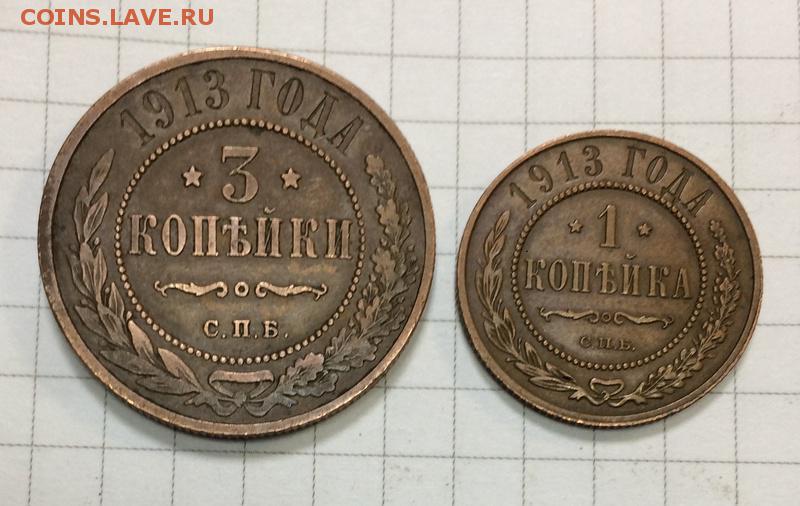 COINS.LAVE.RU
1913 ГОДА
3
КОПѢЙКИ
С.П.Б.
1913 ГОДА
1
КОПѢЙКА
С.П.Б.